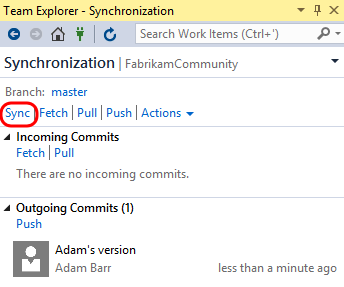 Team Explorer - Synchronization
Search Work Items (Ctrl+')
Synchronization | FabrikamCommunity
Branch: master
Sync | Fetch | Pull | Push | Actions
Incoming Commits
Fetch | Pull
There are no incoming commits.
Outgoing Commits (1)
Push
Adam's version
Adam Barr less than a minute ago